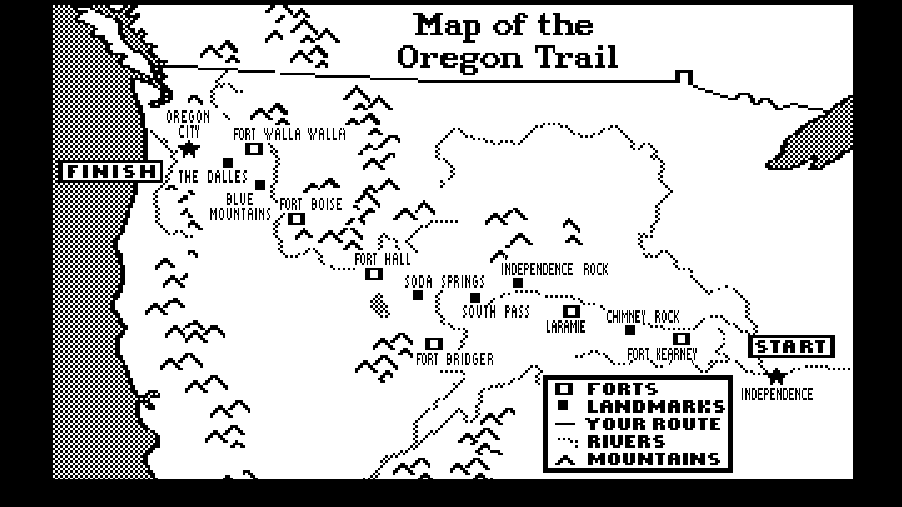 Map of the
Oregon Trail
OREGON
CITY
FORT WALLA WALLA
FINISH
THE DALLES
BLUE
MOUNTAINS
FORT BOISE
FORT HALL
SODA SPRINGS
INDEPENDENCE ROCK
SOUTH PASS
LARAMIE
CHIMNEY ROCK
FORT KEARNEY
FORT BRIDGER
START
INDEPENDENCE
FORTS
LANDMARKS
YOUR ROUTE
RIVERS
MOUNTAINS